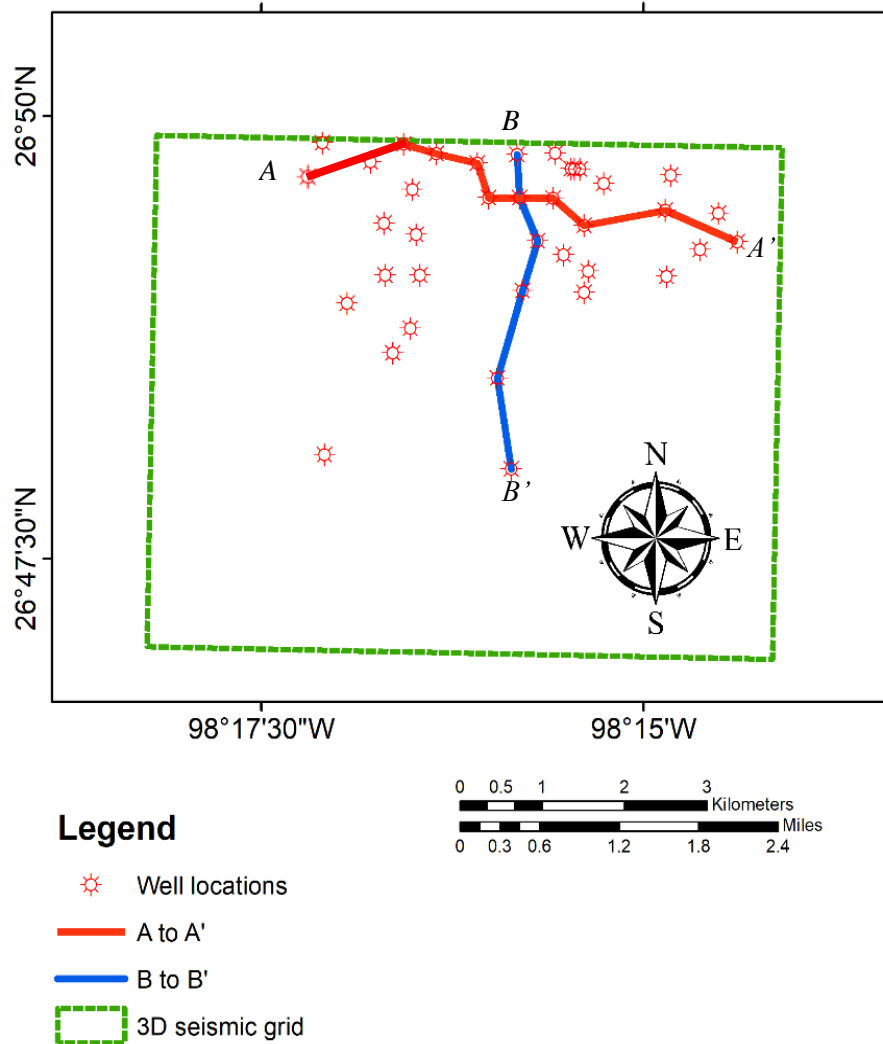 26°50'N
B
A
A'
B'
N
W
E
S
26°47'30"N
98°17'30"W
98°15'W
0 0.5 1 2 3
Kilometers
Miles
0 0.3 0.6 1.2 1.8 2.4
Legend
Well locations
A to A'
B to B'
3D seismic grid